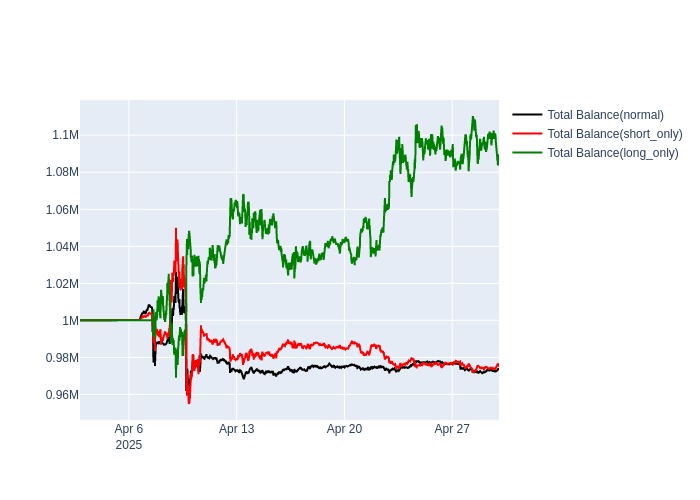 1.1M
1.08M
1.06M
1.04M
1.02M
1M
0.98M
0.96M
Apr 6
2025
Apr 13
Apr 20
Apr 27
Total Balance(normal)
Total Balance(short_only)
Total Balance(long_only)